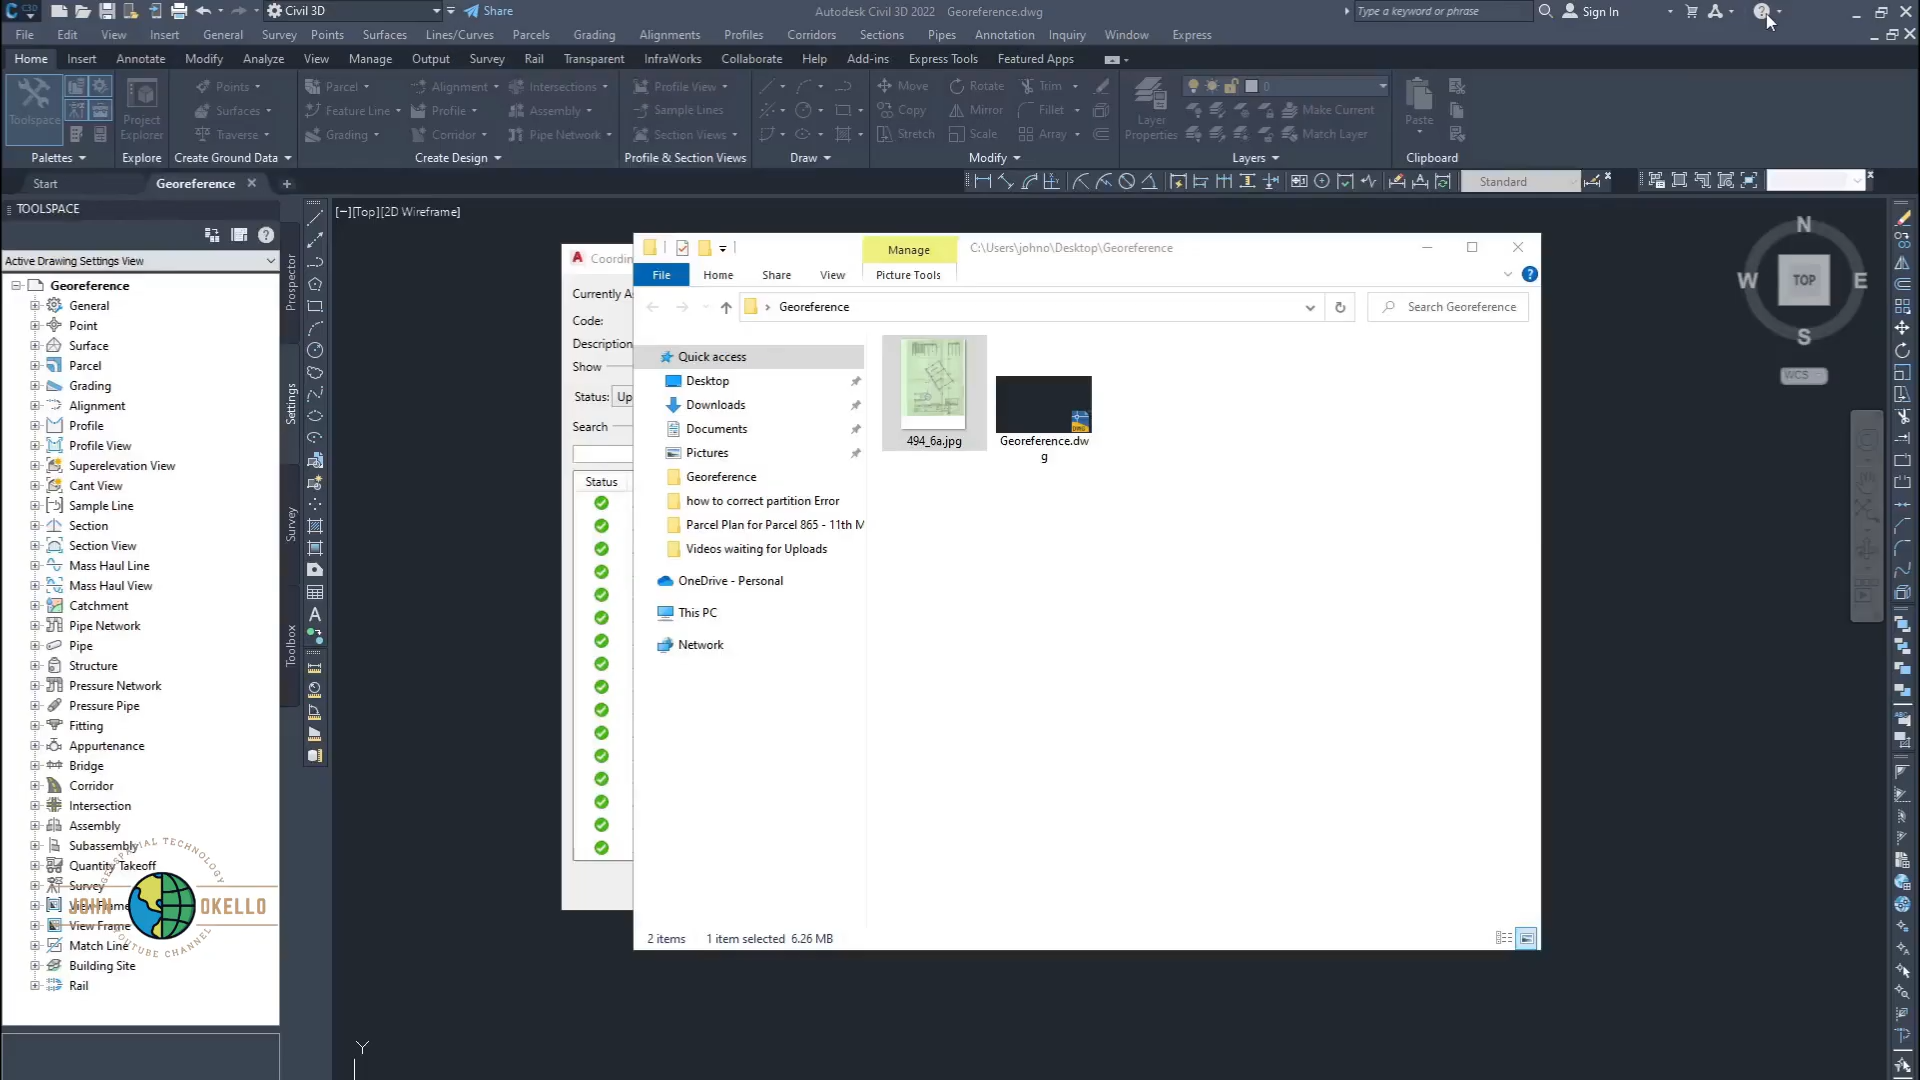 Civil 3D
Share
Autodesk Civil 3D 2022 Georeference.dwg
Type a keyword or phrase
Sign In
File Edit View Insert General Survey Points Surfaces Lines/Curves Parcels Grading Alignments Profiles Corridors Sections Pipes Annotation Inquiry Window Express
Home Insert Annotate Modify Analyze View Manage Output Survey Rail Transparent InfraWorks Collaborate Help Add-ins Express Tools Featured Apps
Points Parcel Alignment Intersections Profile View Move Rotate Trim 0
Surfaces Feature Line Profile Assembly Sample Lines Copy Mirror Fillet Make Current
Toolspace Project Explorer Traverse Grading Corridor Pipe Network Section Views Stretch Scale Array Layer Properties Match Layer Paste
Palettes Explore Create Ground Data Create Design Profile & Section Views Draw Modify Layers Clipboard
Start Georeference
Standard
TOOLSPACE
[−][Top][2D Wireframe]
Active Drawing Settings View
Georeference
General
Point
Surface
Parcel
Grading
Alignment
Profile
Profile View
Superelevation View
Cant View
Sample Line
Section
Section View
Mass Haul Line
Mass Haul View
Catchment
Pipe Network
Pipe
Structure
Pressure Network
Pressure Pipe
Fitting
Appurtenance
Bridge
Corridor
Intersection
Assembly
Subassembly
Quantity Takeoff
Survey
View Frame
View Frame
Match Line
Building Site
Rail
GEOSPATIAL TECHNOLOGY
JOHN OKELLO
YOUTUBE CHANNEL
Prospector
Settings
Survey
Toolbox
Coordin
Currently A
Code:
Description
Show
Status: Up
Search
Status
Manage
C:\Users\johno\Desktop\Georeference
File Home Share View Picture Tools
Georeference
Search Georeference
Quick access
Desktop
Downloads
Documents
Pictures
Georeference
how to correct partition Error
Parcel Plan for Parcel 865 - 11th M
Videos waiting for Uploads
OneDrive - Personal
This PC
Network
494_6a.jpg
Georeference.dw
g
2 items 1 item selected 6.26 MB
N
W TOP E
S
WCS
Y